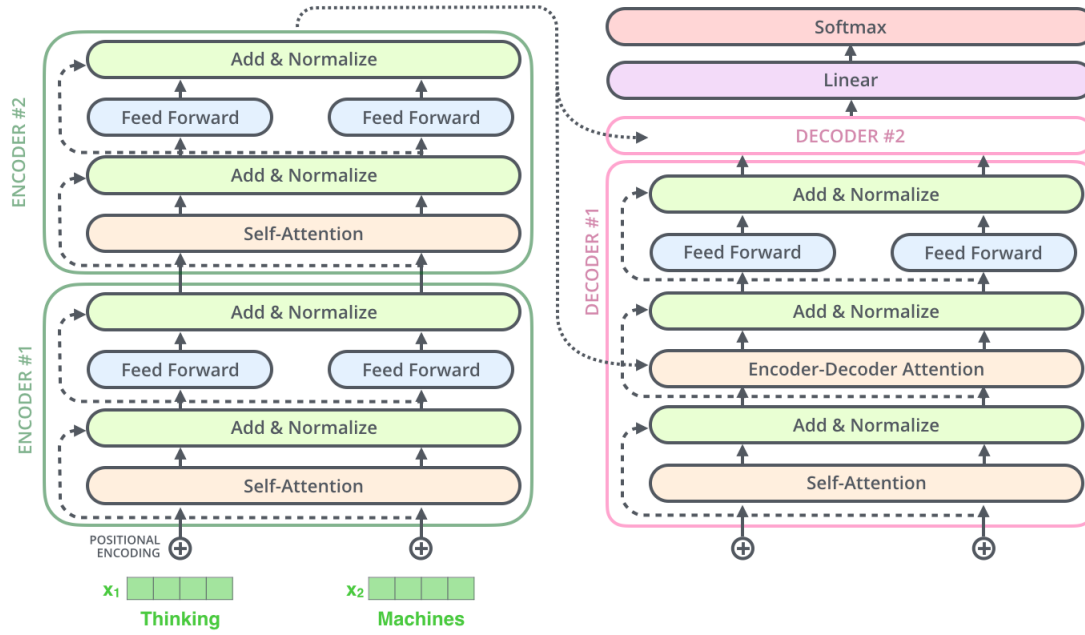 ENCODER #2
Add & Normalize
Feed Forward
Feed Forward
Add & Normalize
Self-Attention
ENCODER #1
Add & Normalize
Feed Forward
Feed Forward
Add & Normalize
Self-Attention
POSITIONAL
ENCODING
x1
x2
Thinking
Machines
Softmax
Linear
DECODER #2
DECODER #1
Add & Normalize
Feed Forward
Feed Forward
Add & Normalize
Encoder-Decoder Attention
Add & Normalize
Self-Attention